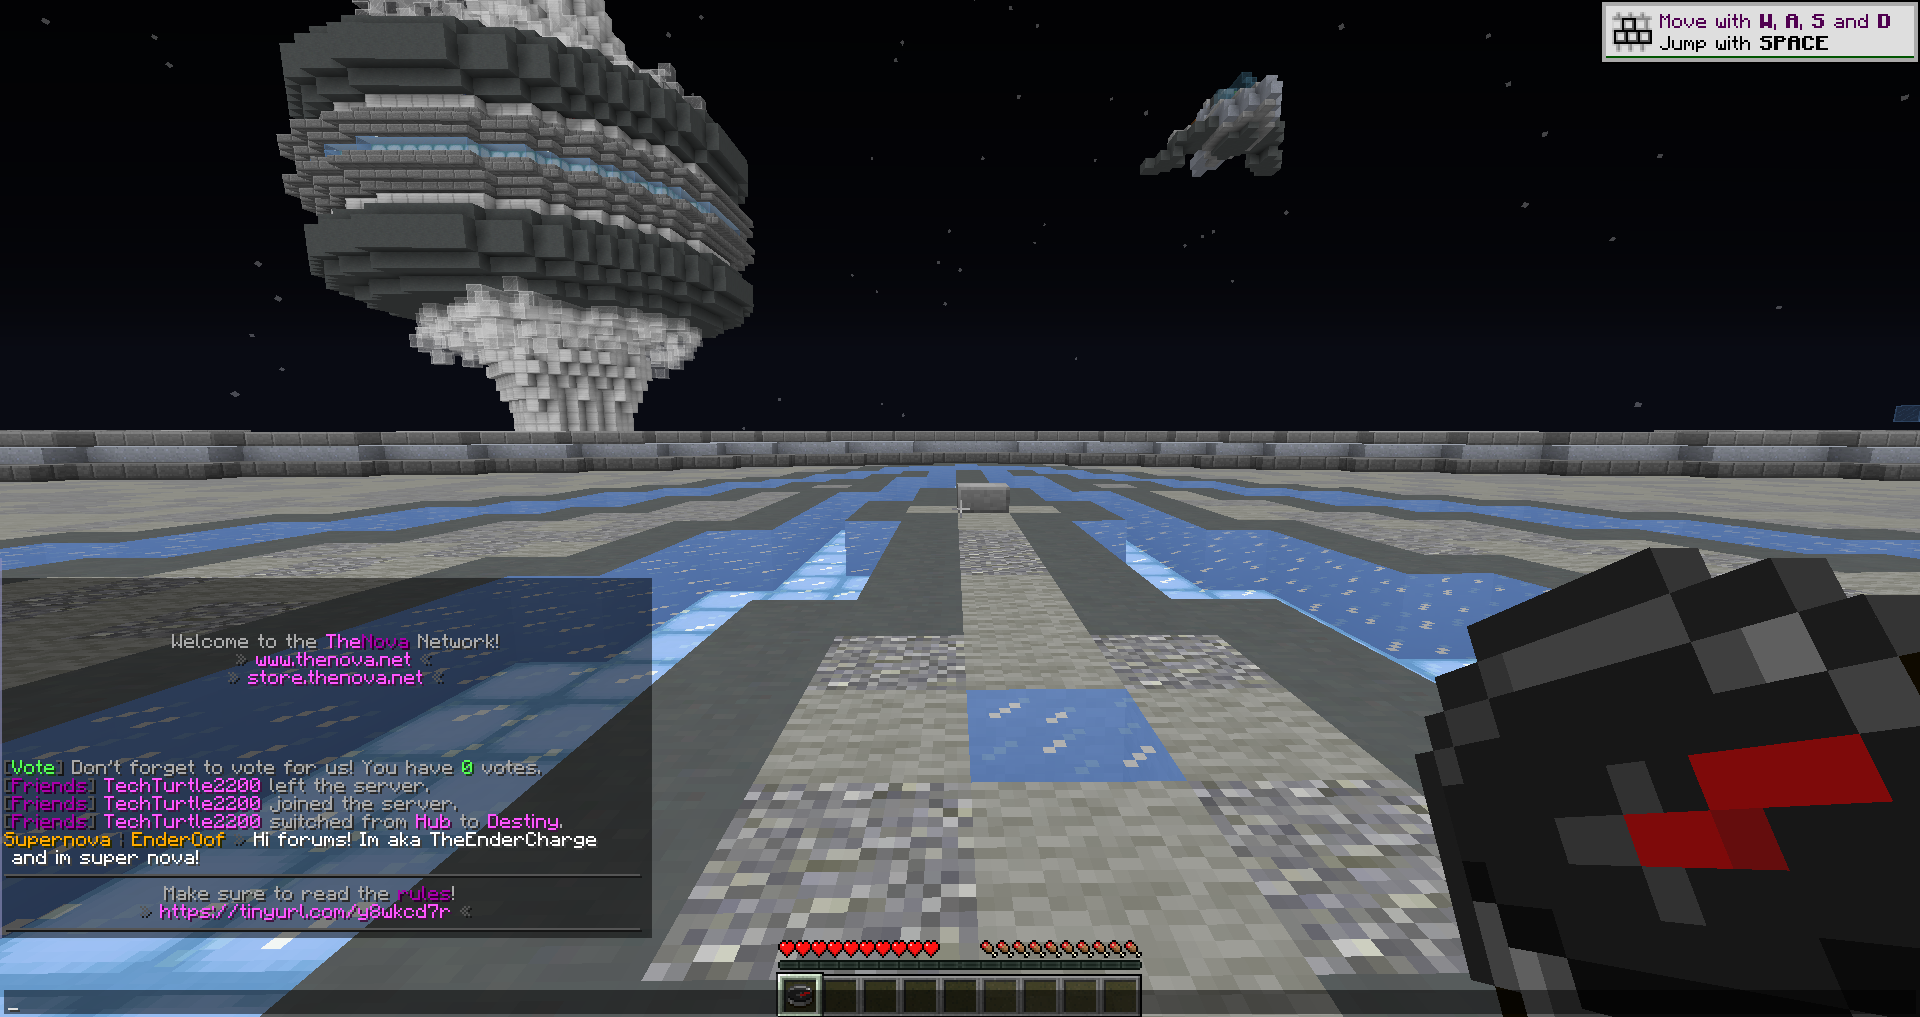 Move with W, A, S and D
Jump with SPACE
Welcome to the TheNova Network!
» www.thenova.net «
» store.thenova.net «
[Vote] Don't forget to vote for us! You have 0 votes.
[Friends] TechTurtle2200 left the server.
[Friends] TechTurtle2200 joined the server.
[Friends] TechTurtle2200 switched from Hub to Destiny.
Supernova | EnderOof » Hi forums! Im aka TheEnderCharge
and im super nova!
Make sure to read the rules!
» https://tinyurl.com/y8wkcd7r «